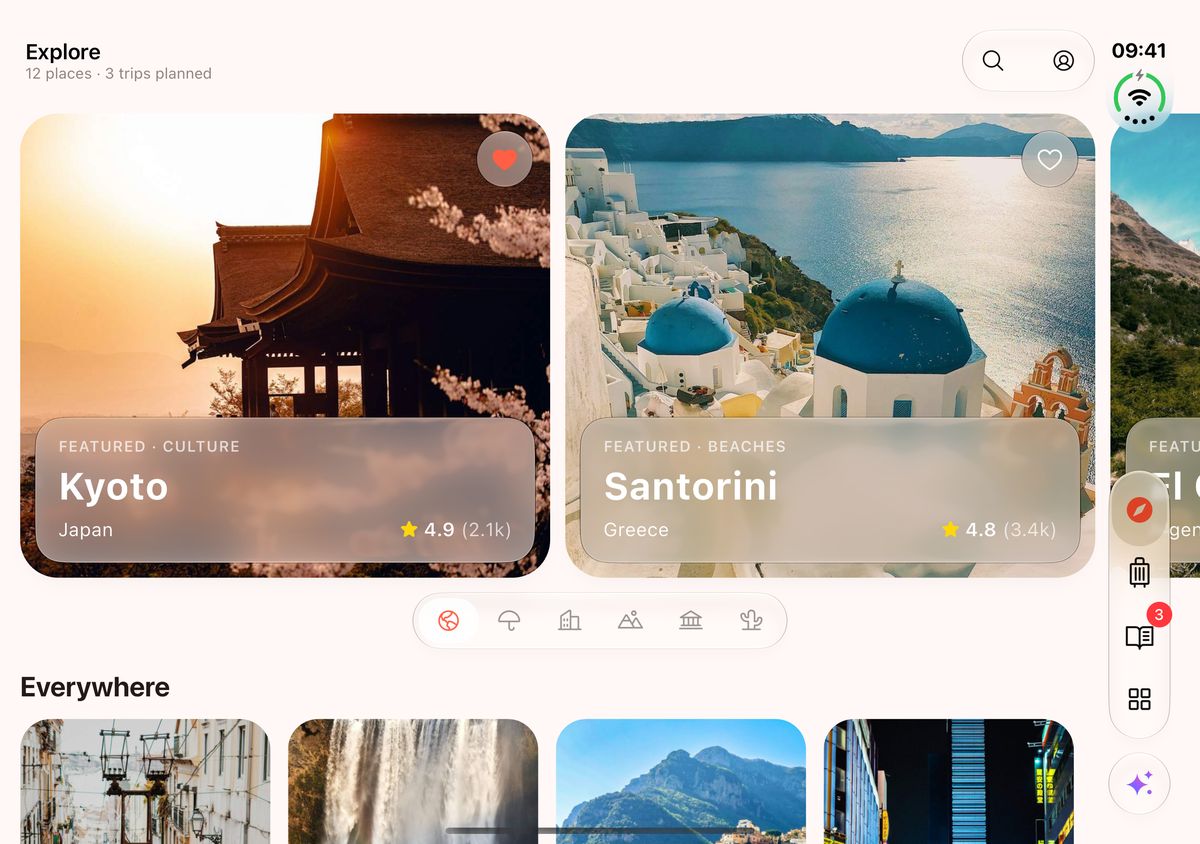 Explore
12 places · 3 trips planned
09:41
FEATURED · CULTURE
Kyoto
Japan
4.9 (2.1k)
FEATURED · BEACHES
Santorini
Greece
4.8 (3.4k)
3
Everywhere